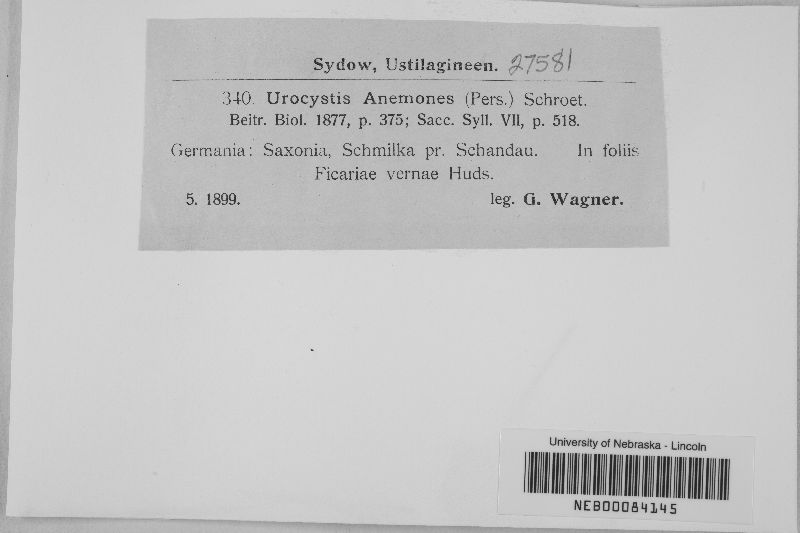 Sydow, Ustilagineen. 27581
340. Urocystis Anemones (Pers.) Schroet.
Beitr. Biol. 1877, p. 375; Sacc. Syll. VII, p. 518.
Germania: Saxonia, Schmilka pr. Schandau. In foliis
Ficariae vernae Huds.
5. 1899. leg. G. Wagner.
University of Nebraska - Lincoln
NEB00084145